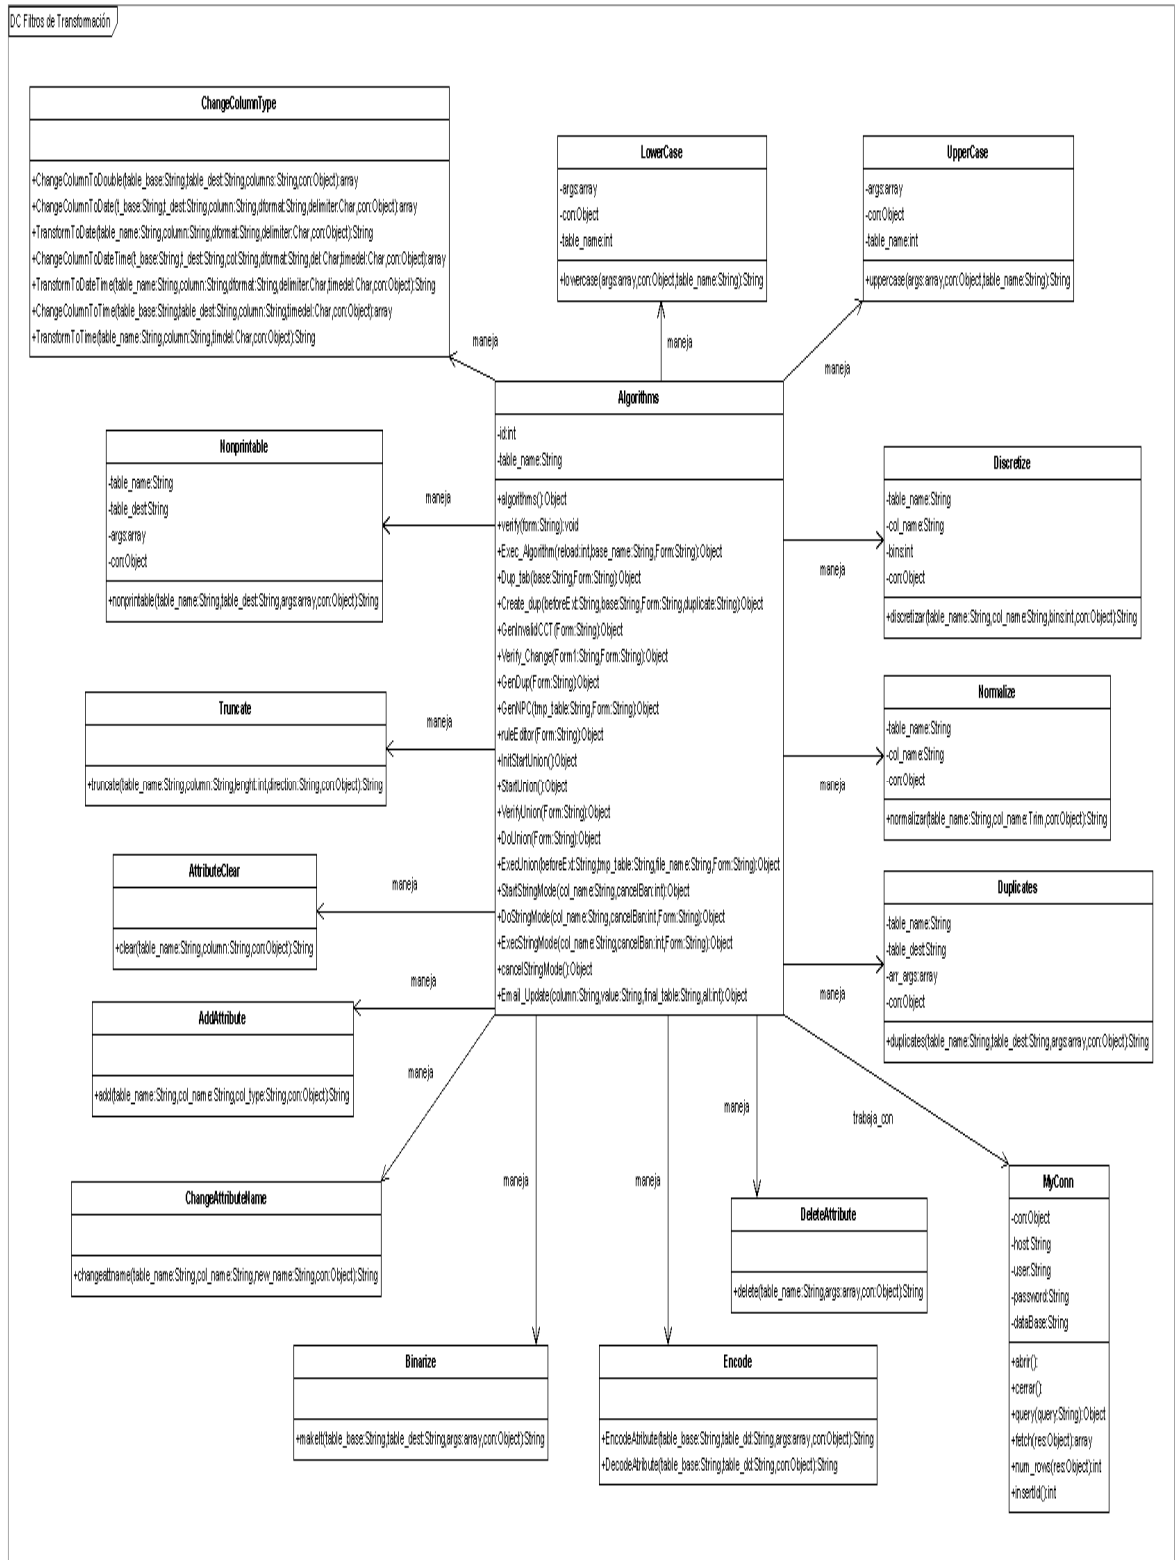 DC Filtros de Transformación
ChangeColumnType
+ChangeColumnToDouble(table_base:String,table_dest:String,columns:String,con:Object):array
+ChangeColumnToDate(t_base:String,t_dest:String,column:String,dformat:String,delimiter:Char,con:Object):array
+TransformToDate(table_name:String,column:String,dformat:String,delimiter:Char,con:Object):String
+ChangeColumnToDateTime(t_base:String,t_dest:String,col:String,dformat:String,del:Char,timedel:Char,con:Object):array
+TransformToDateTime(table_name:String,column:String,dformat:String,delimiter:Char,timedel:Char,con:Object):String
+ChangeColumnToTime(table_base:String,table_dest:String,column:String,timedel:Char,con:Object):array
+TransformToTime(table_name:String,column:String,timdel:Char,con:Object):String
LowerCase
-args:array
-con:Object
-table_name:int
+lowercase(args:array,con:Object,table_name:String):String
UpperCase
-args:array
-con:Object
-table_name:int
+uppercase(args:array,con:Object,table_name:String):String
maneja
maneja
maneja
Algorithms
-id:int
-table_name:String
+algorithms():Object
+verify(form:String):void
+Exec_Algorithm(reload:int,base_name:String,Form:String):Object
+Dup_tab(base:String,Form:String):Object
+Create_dup(beforeExt:String,base:String,Form:String,duplicate:String):Object
+GenInvalidCCT(Form:String):Object
+Verify_Change(Form1:String,Form:String):Object
+GenDup(Form:String):Object
+GenNPC(tmp_table:String,Form:String):Object
+ruleEditor(Form:String):Object
+InitStartUnion():Object
+StartUnion():Object
+VerifyUnion(Form:String):Object
+DoUnion(Form:String):Object
+ExecUnion(beforeExt:String,tmp_table:String,file_name:String,Form:String):Object
+StartStringMode(col_name:String,cancelBan:int):Object
+DoStringMode(col_name:String,cancelBan:int,Form:String):Object
+ExecStringMode(col_name:String,cancelBan:int,Form:String):Object
+cancelStringMode():Object
+Email_Update(column:String,value:String,final_table:String,all:int):Object
Nonprintable
-table_name:String
-table_dest:String
-args:array
-con:Object
+nonprintable(table_name:String,table_dest:String,args:array,con:Object):String
maneja
Discretize
-table_name:String
-col_name:String
-bins:int
-con:Object
+discretizar(table_name:String,col_name:String,bins:int,con:Object):String
maneja
Truncate
+truncate(table_name:String,column:String,lenght:int,direction:String,con:Object):String
maneja
Normalize
-table_name:String
-col_name:String
-con:Object
+normalizar(table_name:String,col_name:Trim,con:Object):String
maneja
AttributeClear
+clear(table_name:String,column:String,con:Object):String
maneja
Duplicates
-table_name:String
-table_dest:String
-arr_args:array
-con:Object
+duplicates(table_name:String,table_dest:String,args:array,con:Object):String
maneja
AddAttribute
+add(table_name:String,col_name:String,col_type:String,con:Object):String
maneja
maneja
ChangeAttributeName
+changeattname(table_name:String,col_name:String,new_name:String,con:Object):String
maneja
maneja
maneja
trabaja_con
DeleteAttribute
+delete(table_name:String,args:array,con:Object):String
MyConn
-con:Object
-host:String
-user:String
-password:String
-dataBase:String
+abrir():
+cerrar():
+query(query:String):Object
+fetch(res:Object):array
+num_rows(res:Object):int
+insertId():int
Binarize
+makeIt(table_base:String,table_dest:String,args:array,con:Object):String
Encode
+EncodeAtribute(table_base:String,table_dd:String,args:array,con:Object):String
+DecodeAtribute(table_base:String,table_dd:String,con:Object):String